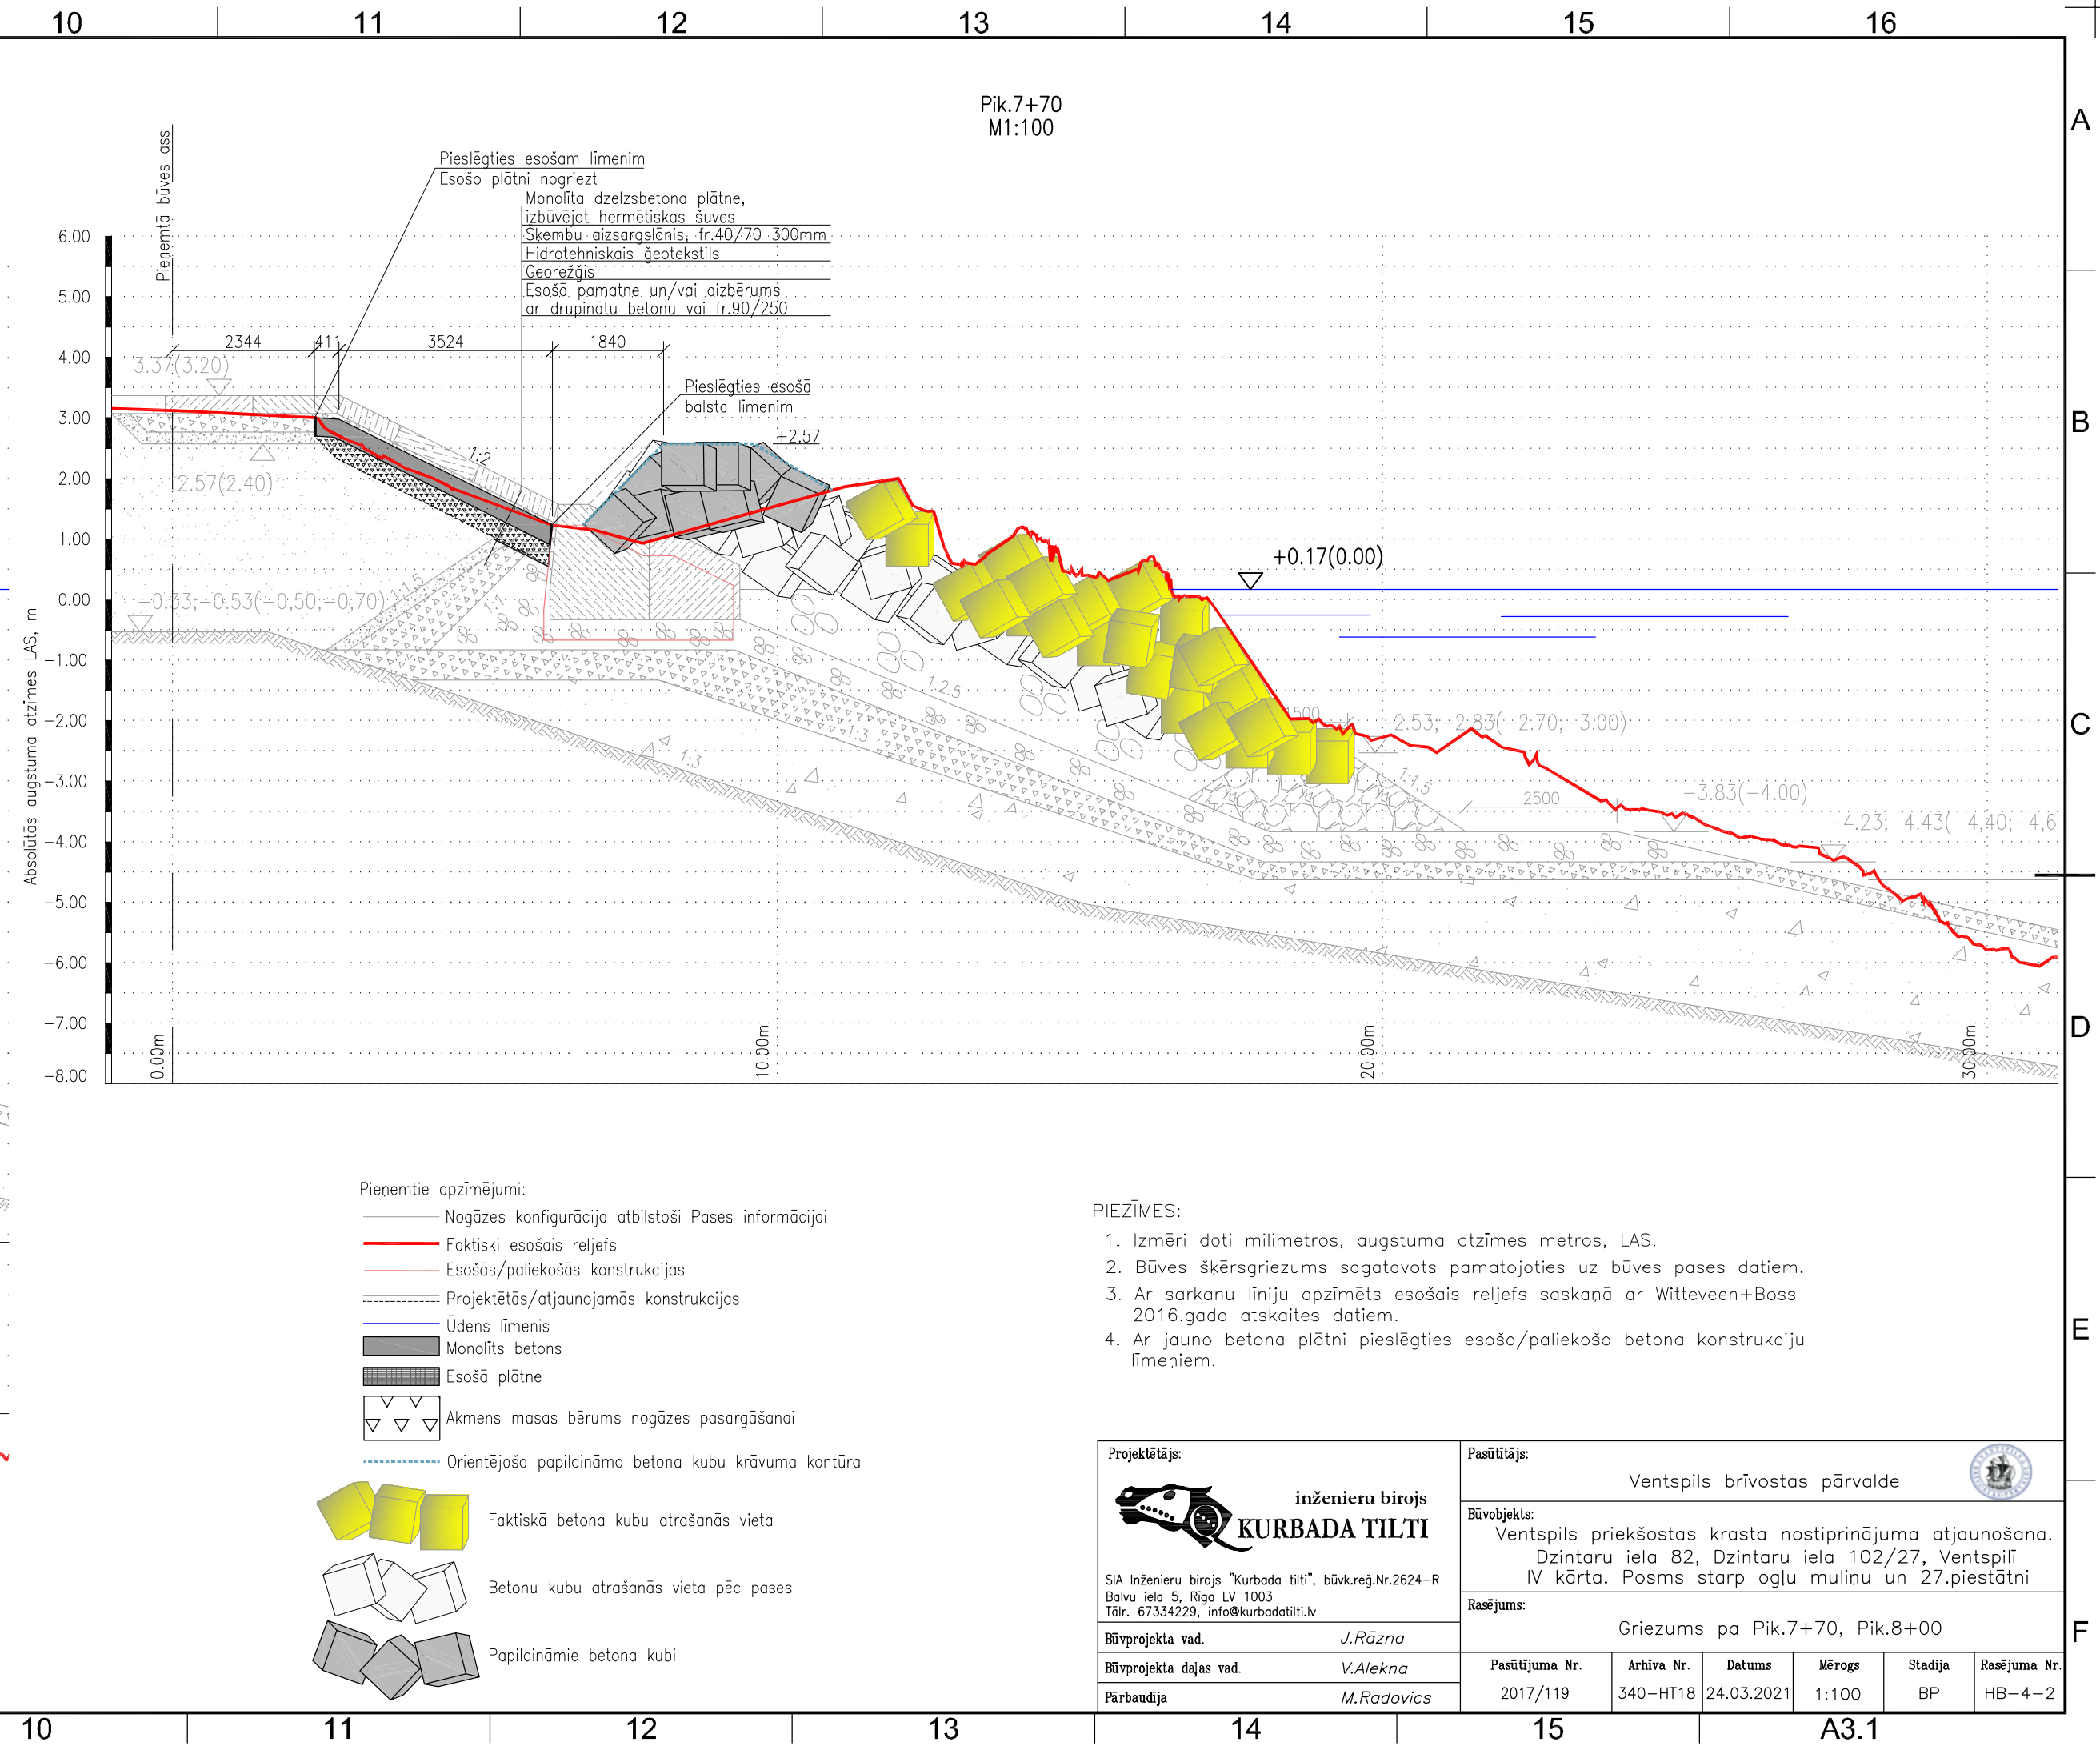 10 11 12 13 14 15 16
A
B
C
D
E
F
Pik.7+70
M1:100
Pieņemtā būves ass
Pieslēgties esošam līmenim
Esošo plātni nogriezt
Monolīta dzelzsbetona plātne,
izbūvējot hermētiskas šuves
Šķembu aizsargslānis, fr.40/70 300mm
Hidrotehniskais ģeotekstils
Ģeorežģis
Esošā pamatne un/vai aizbērums
ar drupinātu betonu vai fr.90/250
2344 411 3524 1840
Pieslēgties esošā
balsta līmenim
+2.57
3.37(3.20)
2.57(2.40)
-0.33;-0.53(-0,50;-0,70)
+0.17(0.00)
1:2
1:1.5
1:1
1:2.5
1:3
1:3
1500
-2.53;-2.83(-2.70;-3.00)
1:1.5
2500
-3.83(-4.00)
-4.23;-4.43(-4,40;-4,6
Absolūtās augstuma atzīmes LAS, m
6.00
5.00
4.00
3.00
2.00
1.00
0.00
-1.00
-2.00
-3.00
-4.00
-5.00
-6.00
-7.00
-8.00
0.00m
10.00m
20.00m
30.00m
Pieņemtie apzīmējumi:
Nogāzes konfigurācija atbilstoši Pases informācijai
Faktiski esošais reljefs
Esošās/paliekošās konstrukcijas
Projektētās/atjaunojamās konstrukcijas
Ūdens līmenis
Monolīts betons
Esošā plātne
Akmens masas bērums nogāzes pasargāšanai
Orientējoša papildināmo betona kubu krāvuma kontūra
Faktiskā betona kubu atrašanās vieta
Betonu kubu atrašanās vieta pēc pases
Papildināmie betona kubi
PIEZĪMES:
1. Izmēri doti milimetros, augstuma atzīmes metros, LAS.
2. Būves šķērsgriezums sagatavots pamatojoties uz būves pases datiem.
3. Ar sarkanu līniju apzīmēts esošais reljefs saskaņā ar Witteveen+Boss
2016.gada atskaites datiem.
4. Ar jauno betona plātni pieslēgties esošo/paliekošo betona konstrukciju
līmeņiem.
Projektētājs:
inženieru birojs
KURBADA TILTI
SIA Inženieru birojs "Kurbada tilti", būvk.reģ.Nr.2624-R
Balvu iela 5, Rīga LV 1003
Tālr. 67334229, info@kurbadatilti.lv
Būvprojekta vad. J.Rāzna
Būvprojekta daļas vad. V.Alekna
Pārbaudīja M.Radovics
Pasūtītājs:
Ventspils brīvostas pārvalde
Būvobjekts:
Ventspils priekšostas krasta nostiprinājuma atjaunošana.
Dzintaru iela 82, Dzintaru iela 102/27, Ventspilī
IV kārta. Posms starp ogļu muliņu un 27.piestātni
Rasējums:
Griezums pa Pik.7+70, Pik.8+00
Pasūtījuma Nr. Arhīva Nr. Datums Mērogs Stadija Rasējuma Nr.
2017/119 340-HT18 24.03.2021 1:100 BP HB-4-2
10 11 12 13 14 15 A3.1